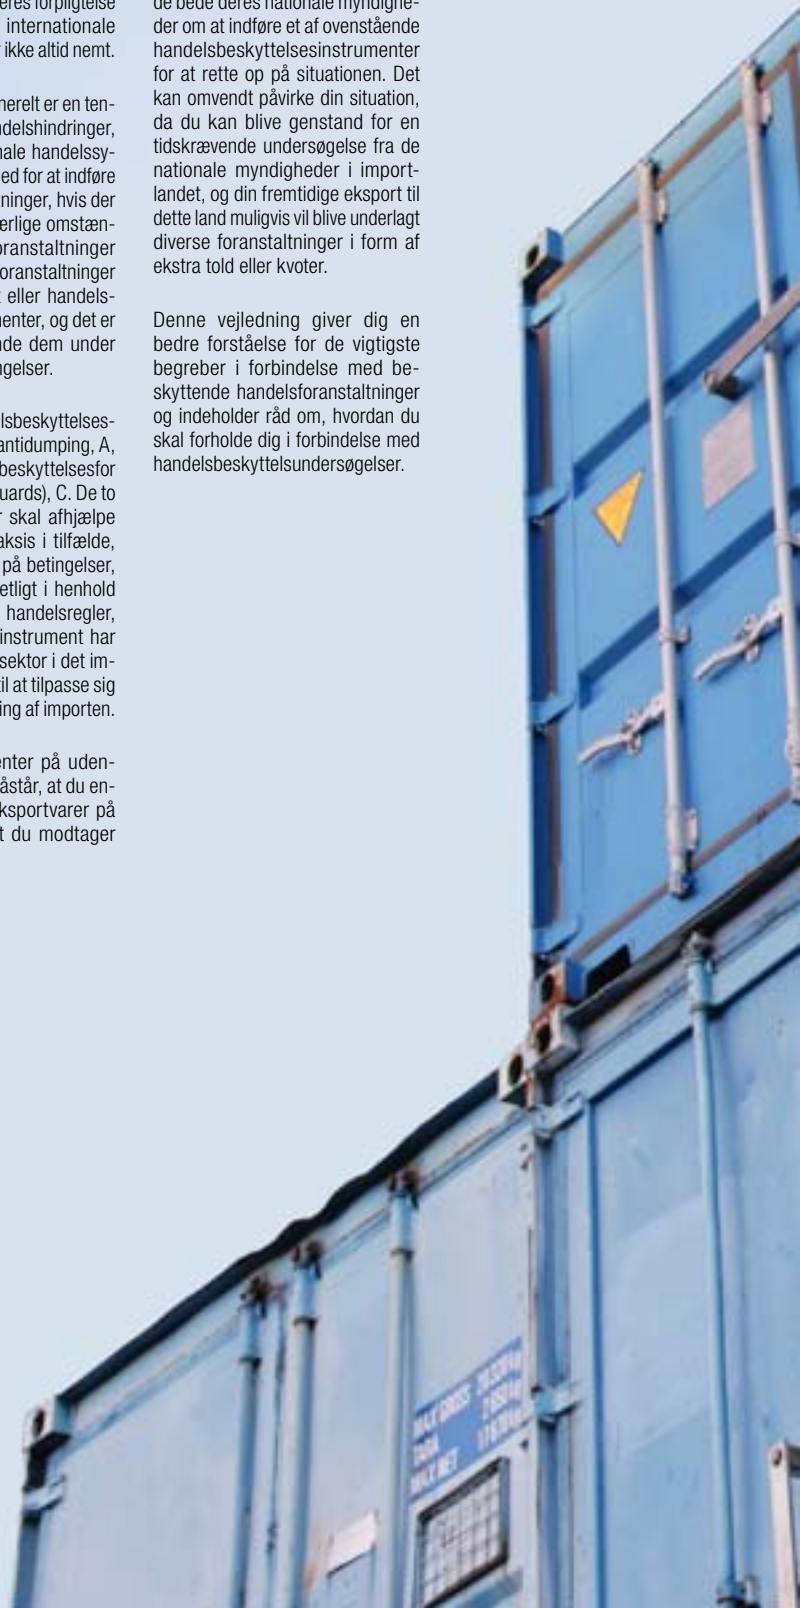 eres forpligtelse
internationale
ikke altid nemt.
nerelt er en ten-
ndelshindringer,
nale handelssy-
ed for at indføre
tninger, hvis der
ærlige omstæn-
oranstaltninger
oranstaltninger
eller handels-
nenter, og det er
nde dem under
ngelser.
lsbeskyttelses-
antidumping, A,
beskyttelsesfor
uards), C. De to
skal afhjælpe
aksis i tilfælde,
på betingelser,
etligt i henhold
handelsregler,
instrument har
sektor i det im-
til at tilpasse sig
ing af importen.
enter på uden-
åstår, at du en-
ksportvarer på
t du modtager
de bede deres nationale myndighe-
der om at indføre et af ovenstående
handelsbeskyttelsesinstrumenter
for at rette op på situationen. Det
kan omvendt påvirke din situation,
da du kan blive genstand for en
tidskrævende undersøgelse fra de
nationale myndigheder i import-
landet, og din fremtidige eksport til
dette land muligvis vil blive underlagt
diverse foranstaltninger i form af
ekstra told eller kvoter.
Denne vejledning giver dig en
bedre forståelse for de vigtigste
begreber i forbindelse med be-
skyttende handelsforanstaltninger
og indeholder råd om, hvordan du
skal forholde dig i forbindelse med
handelsbeskyttelsundersøgelser.
MAX GROSS
TARA
MAX NET